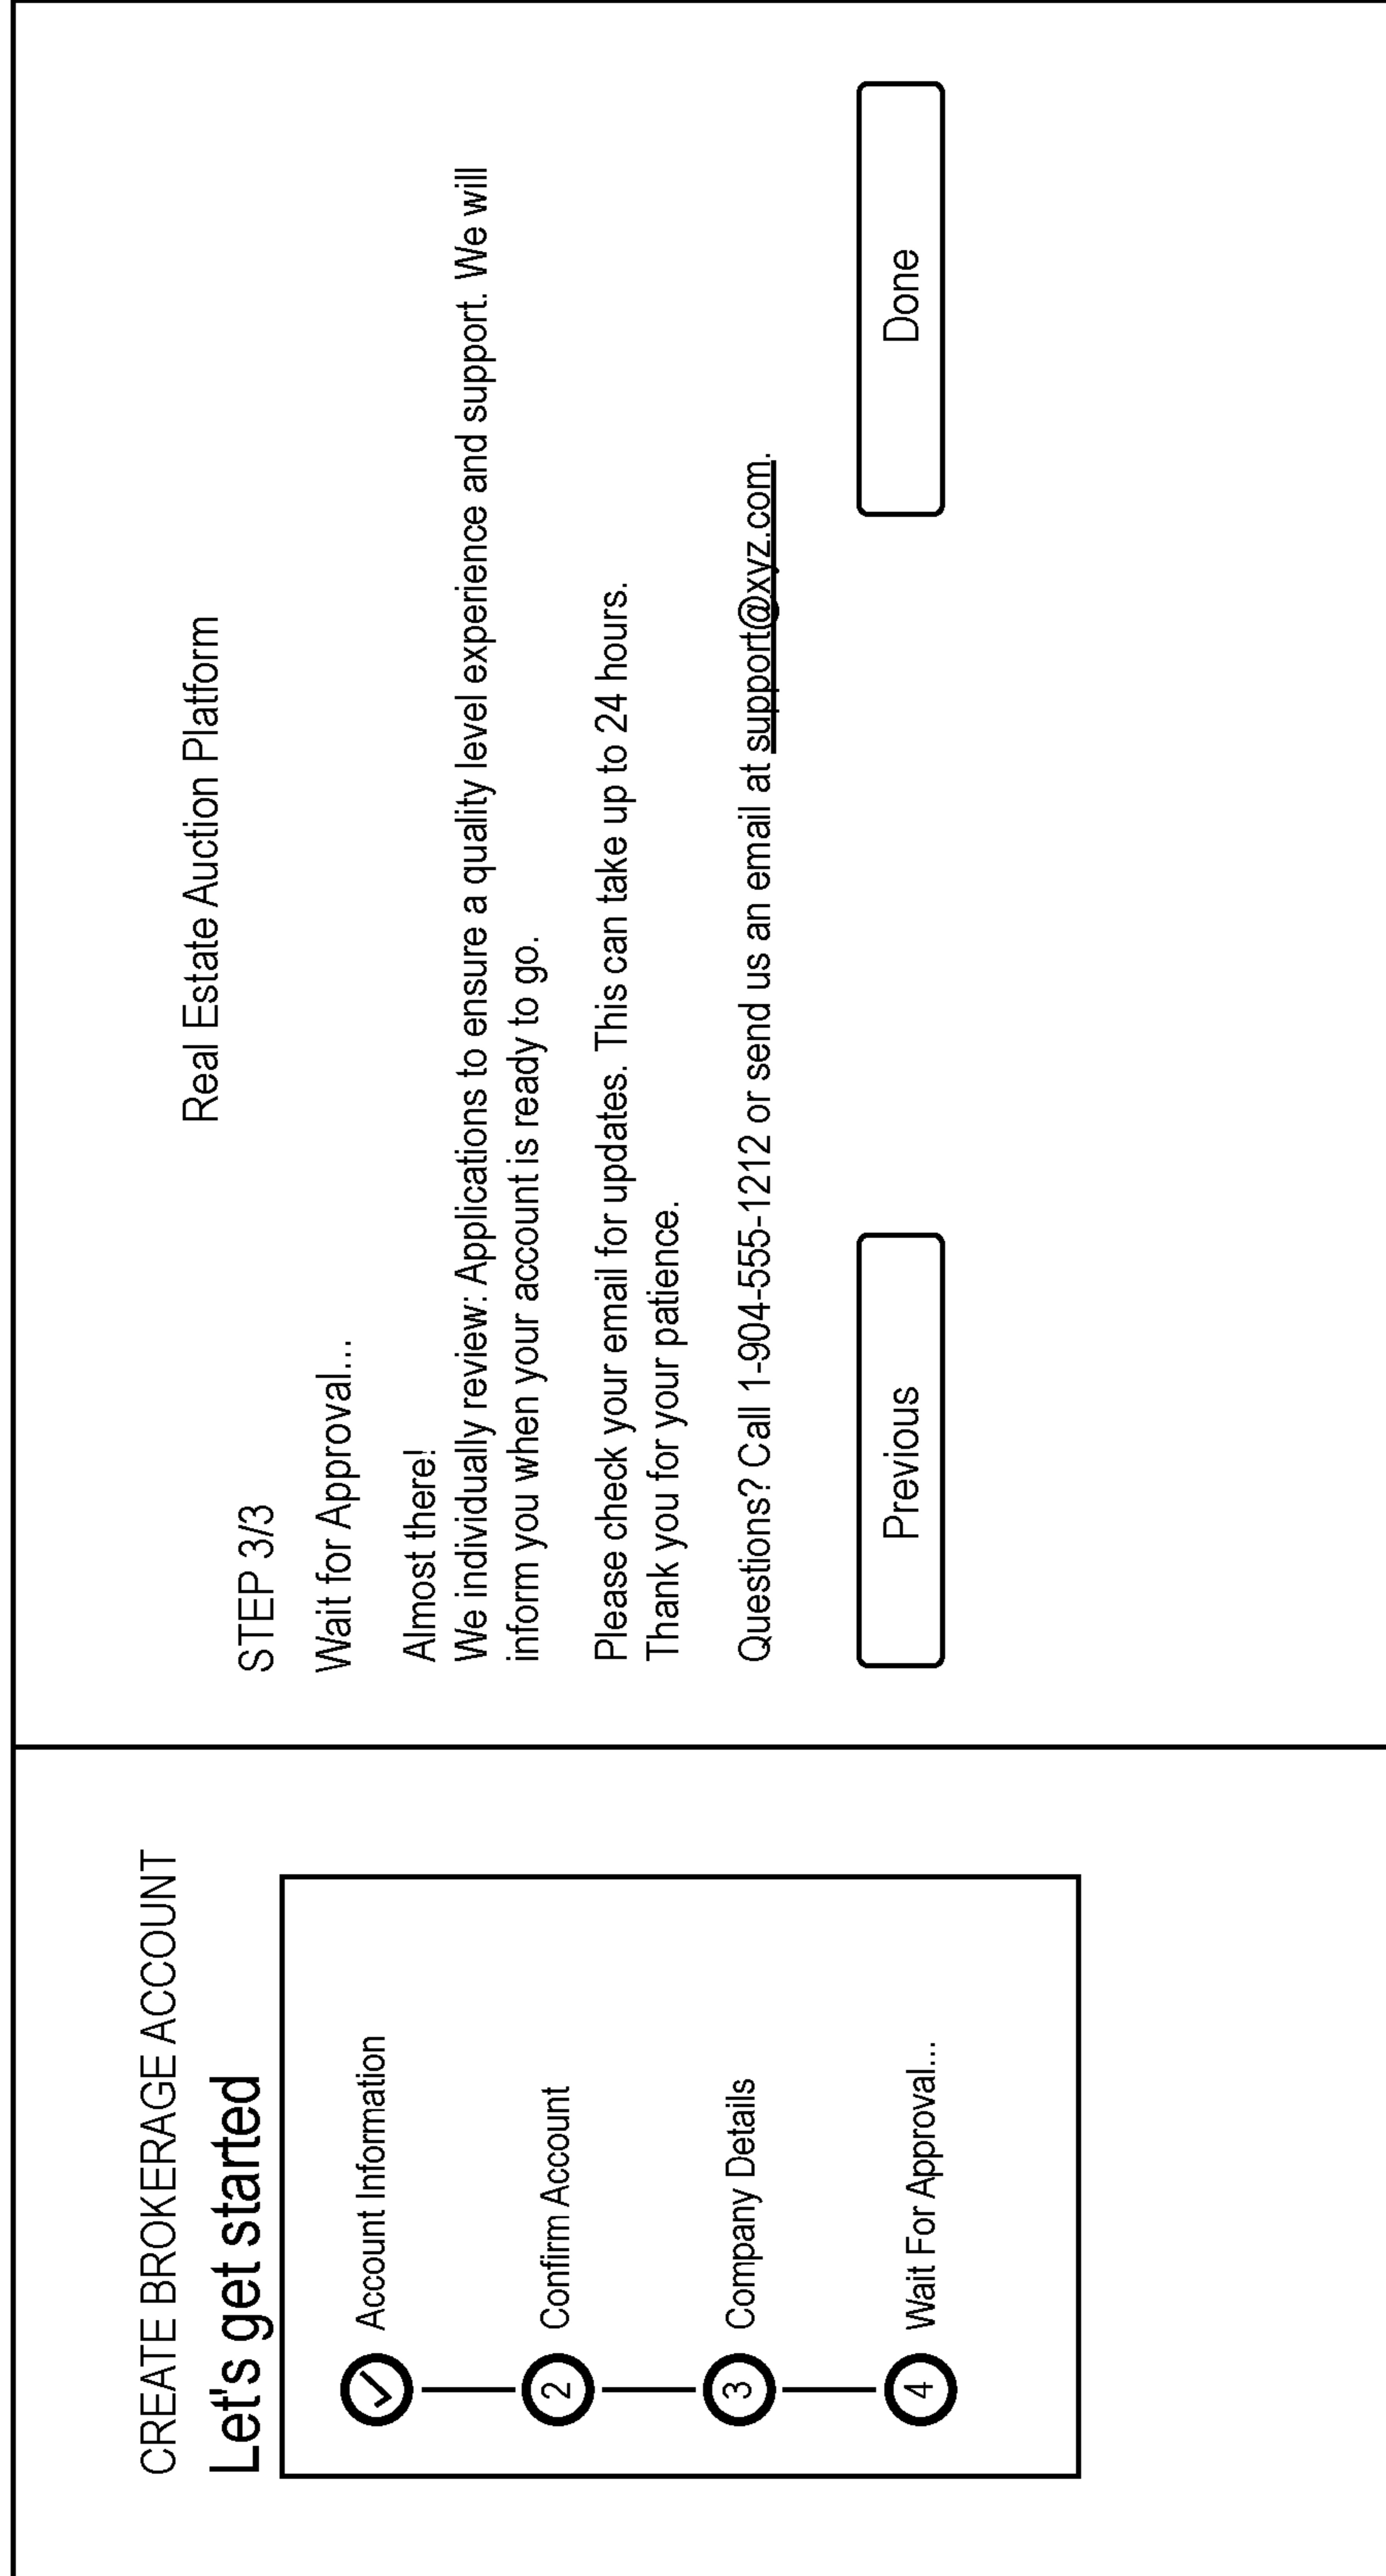 CREATE BROKERAGE ACCOUNT
Let's get started
✓ Account Information
2 Confirm Account
3 Company Details
4 Wait For Approval...
Real Estate Auction Platform
STEP 3/3
Wait for Approval...
Almost there!
We individually review: Applications to ensure a quality level experience and support. We will
inform you when your account is ready to go.
Please check your email for updates. This can take up to 24 hours.
Thank you for your patience.
Questions? Call 1-904-555-1212 or send us an email at support@xyz.com.
Previous
Done